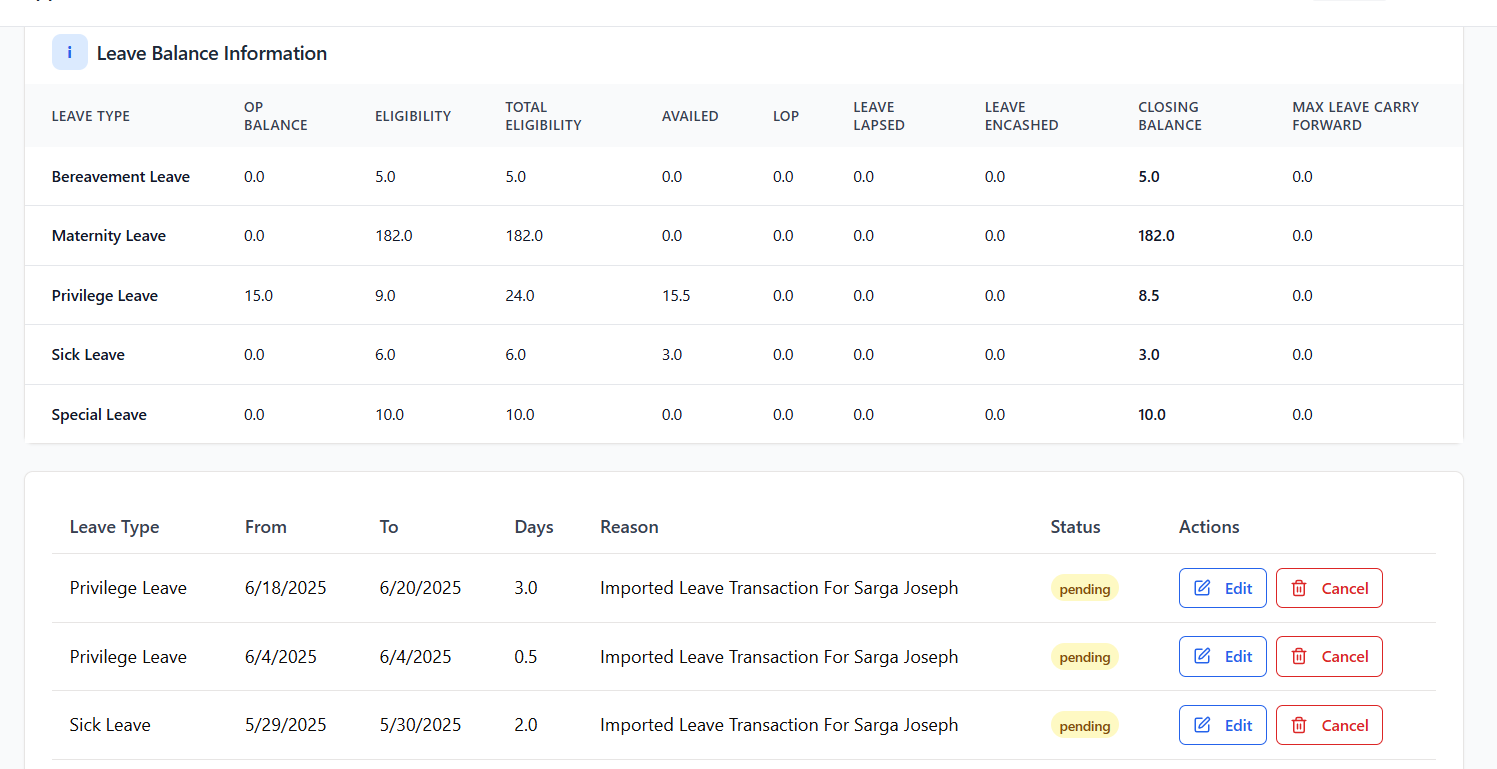 i Leave Balance Information
LEAVE TYPE OP BALANCE ELIGIBILITY TOTAL ELIGIBILITY AVAILED LOP LEAVE LAPSED LEAVE ENCASHED CLOSING BALANCE MAX LEAVE CARRY FORWARD
Bereavement Leave 0.0 5.0 5.0 0.0 0.0 0.0 0.0 5.0 0.0
Maternity Leave 0.0 182.0 182.0 0.0 0.0 0.0 0.0 182.0 0.0
Privilege Leave 15.0 9.0 24.0 15.5 0.0 0.0 0.0 8.5 0.0
Sick Leave 0.0 6.0 6.0 3.0 0.0 0.0 0.0 3.0 0.0
Special Leave 0.0 10.0 10.0 0.0 0.0 0.0 0.0 10.0 0.0
Leave Type From To Days Reason Status Actions
Privilege Leave 6/18/2025 6/20/2025 3.0 Imported Leave Transaction For Sarga Joseph pending Edit Cancel
Privilege Leave 6/4/2025 6/4/2025 0.5 Imported Leave Transaction For Sarga Joseph pending Edit Cancel
Sick Leave 5/29/2025 5/30/2025 2.0 Imported Leave Transaction For Sarga Joseph pending Edit Cancel